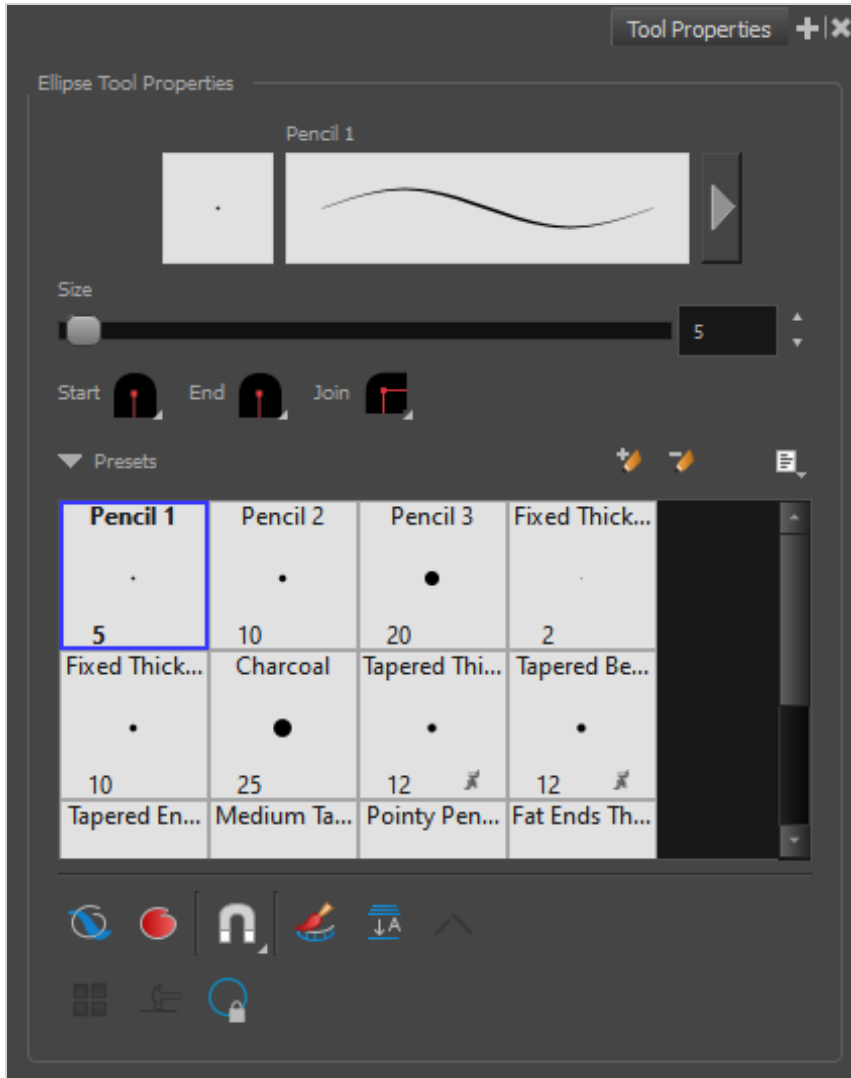 Tool Properties
Ellipse Tool Properties
Pencil 1
Size
5
Start End Join
Presets
Pencil 1 Pencil 2 Pencil 3 Fixed Thick...
5 10 20 2
Fixed Thick... Charcoal Tapered Thi... Tapered Be...
10 25 12 12
Tapered En... Medium Ta... Pointy Pen... Fat Ends Th...
A